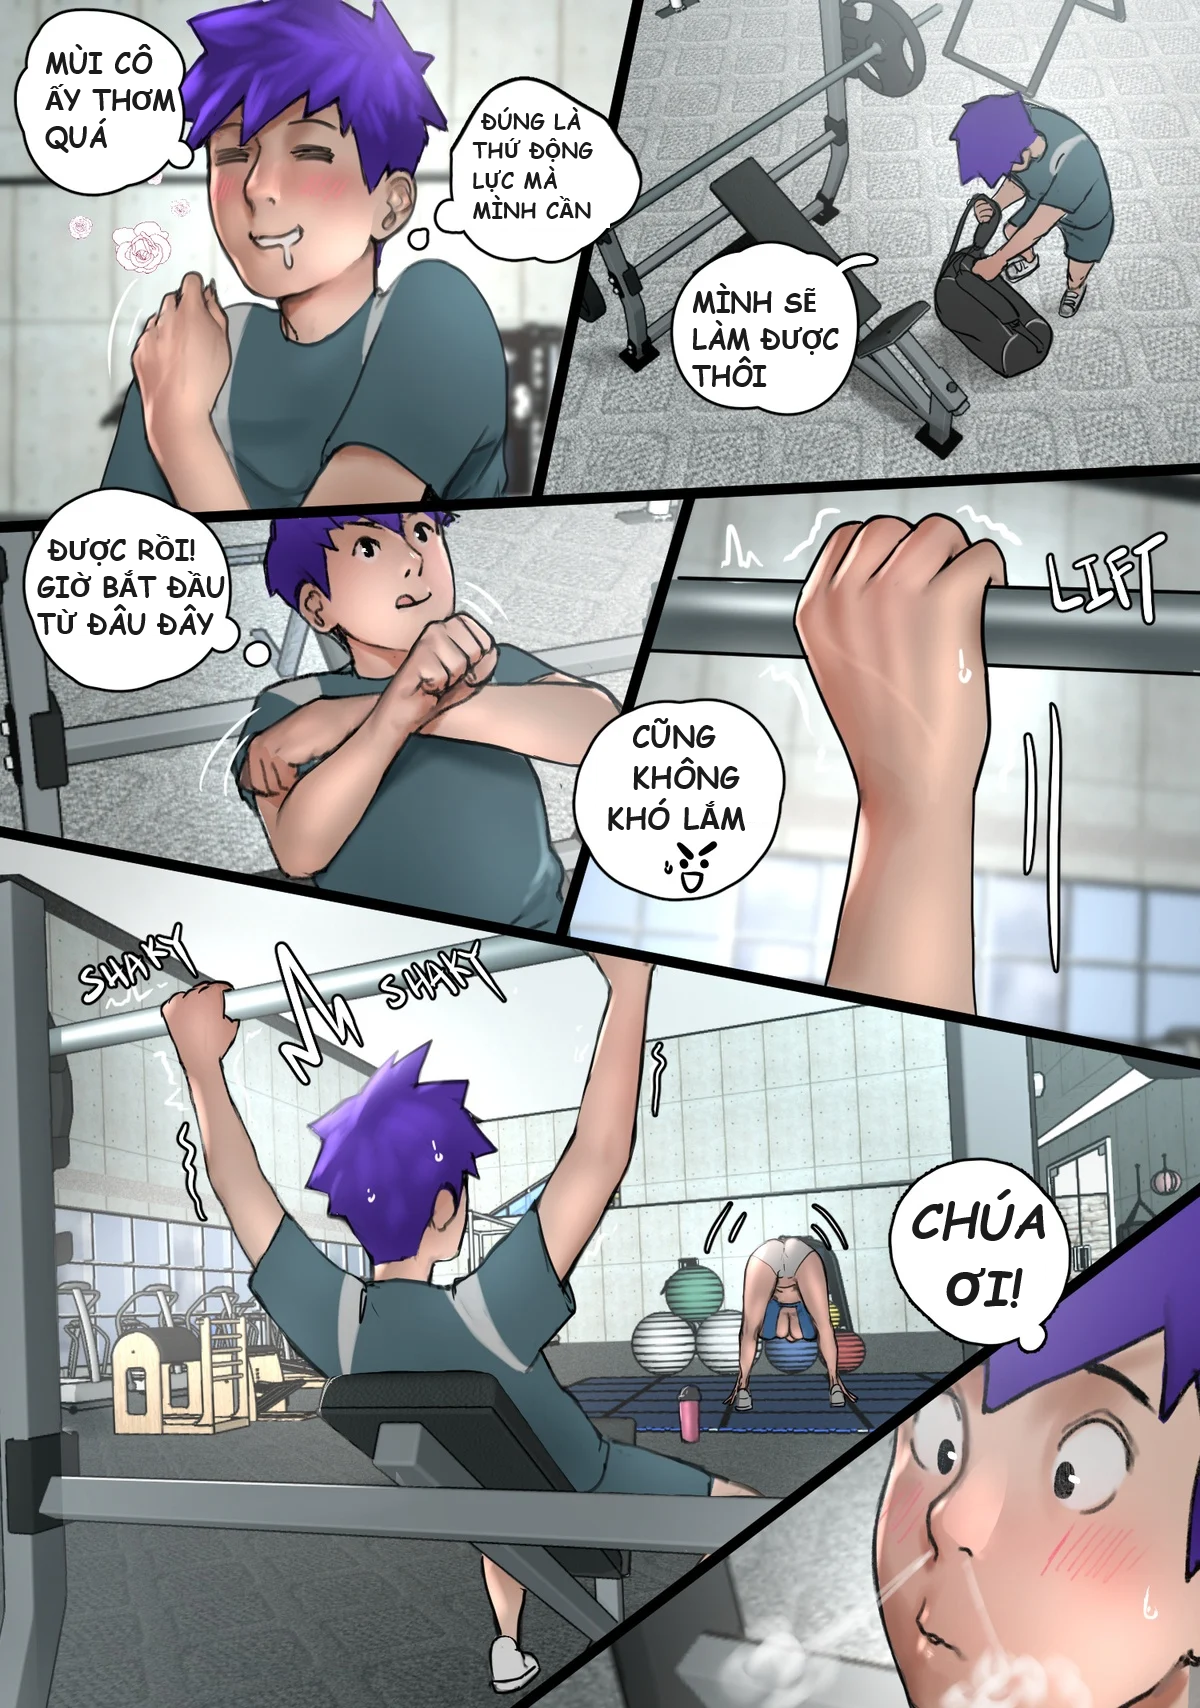 MÙI CÔ
ẤY THƠM
QUÁ
ĐÚNG LÀ
THỨ ĐỘNG
LỰC MÀ
MÌNH CẦN
MÌNH SẼ
LÀM ĐƯỢC
THÔI
ĐƯỢC RỒI!
GIỜ BẮT ĐẦU
TỪ ĐÂU ĐÂY
LIFT
CŨNG
KHÔNG
KHÓ LẮM
SHAKY
SHAKY
CHÚA
ƠI!